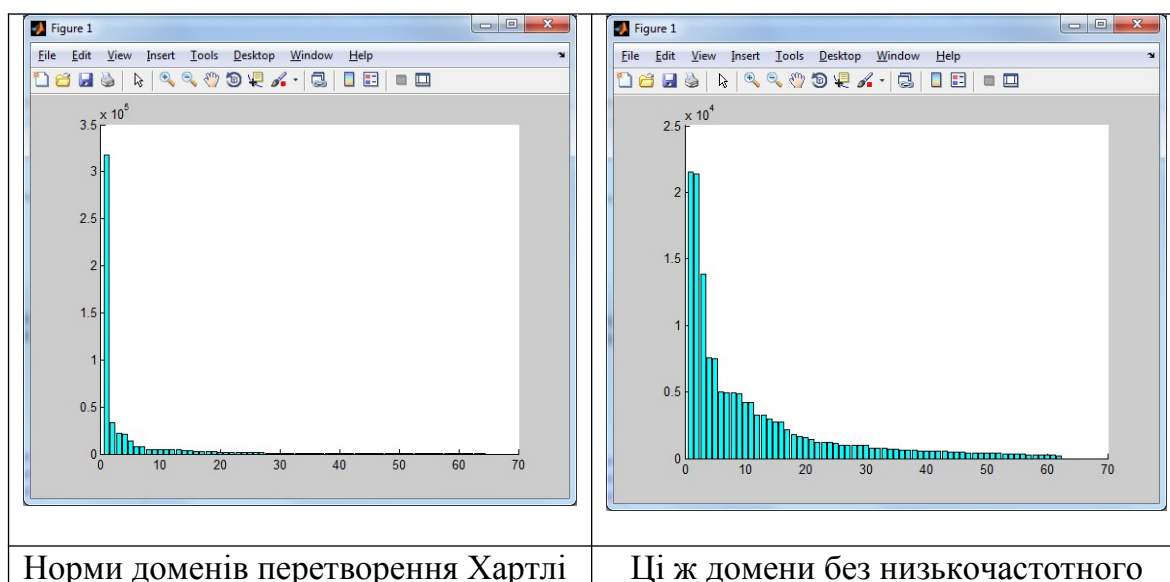 Figure 1
File Edit View Insert Tools Desktop Window Help
x 10^5
3.5
3
2.5
2
1.5
1
0.5
0
0 10 20 30 40 50 60 70
Figure 1
File Edit View Insert Tools Desktop Window Help
x 10^4
2.5
2
1.5
1
0.5
0
0 10 20 30 40 50 60 70
Норми доменів перетворення Хартлі
Ці ж домени без низькочастотного